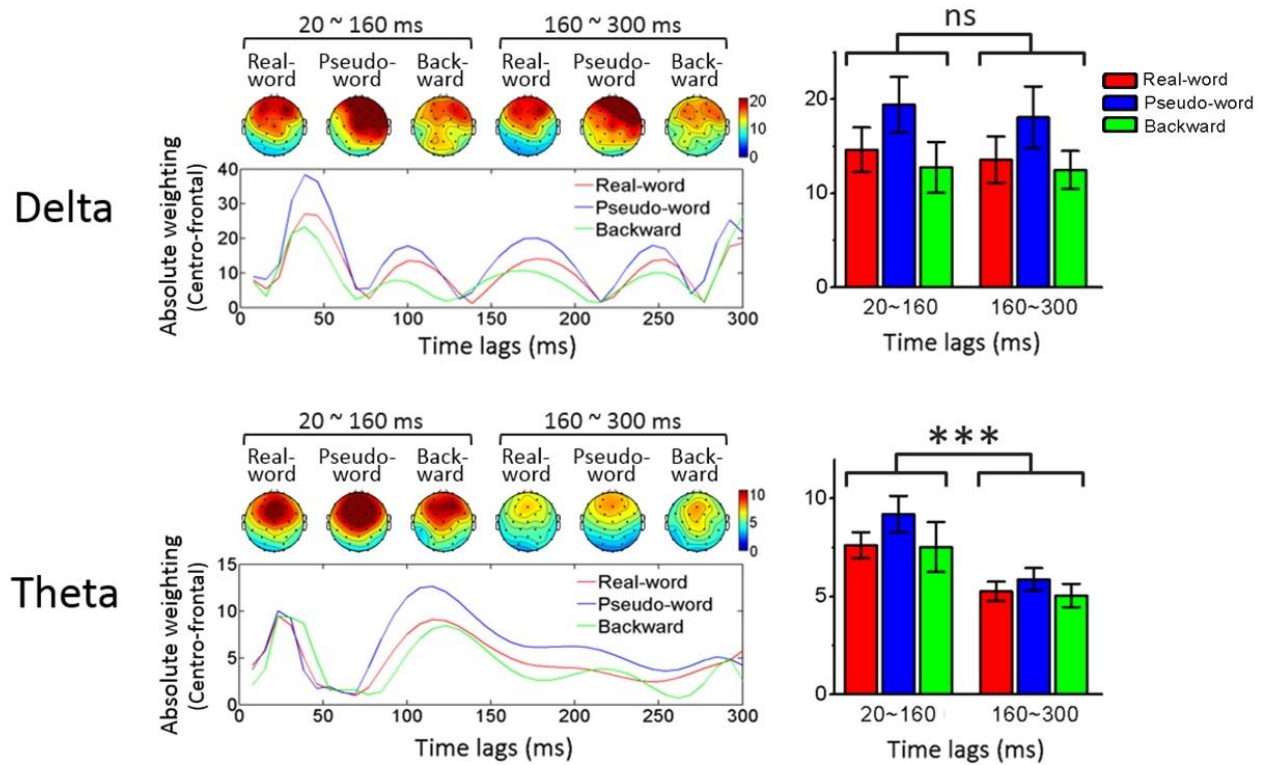 20 ~ 160 ms
160 ~ 300 ms
Real-word
Pseudo-word
Back-ward
Real-word
Pseudo-word
Back-ward
20
10
0
Delta
Absolute weighting
(Centro-frontal)
40
30
20
10
0
Real-word
Pseudo-word
Backward
0 50 100 150 200 250 300
Time lags (ms)
ns
20
10
0
Real-word
Pseudo-word
Backward
20~160 160~300
Time lags (ms)
20 ~ 160 ms
160 ~ 300 ms
Real-word
Pseudo-word
Back-ward
Real-word
Pseudo-word
Back-ward
10
5
0
Theta
Absolute weighting
(Centro-frontal)
15
10
5
0
Real-word
Pseudo-word
Backward
0 50 100 150 200 250 300
Time lags (ms)
***
10
5
0
20~160 160~300
Time lags (ms)